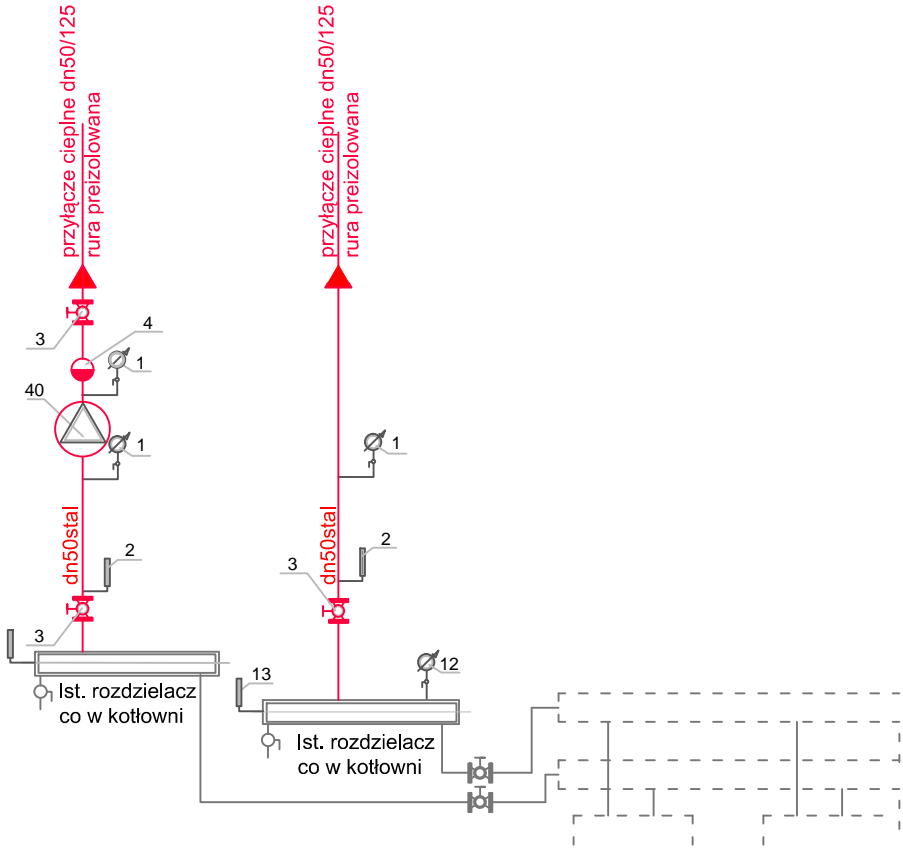 przyłącze cieplne dn50/125
rura preizolowana
przyłącze cieplne dn50/125
rura preizolowana
3
4
1
40
1
1
dn50stal
dn50stal
2
2
3
3
12
13
Ist. rozdzielacz
co w kotłowni
Ist. rozdzielacz
co w kotłowni